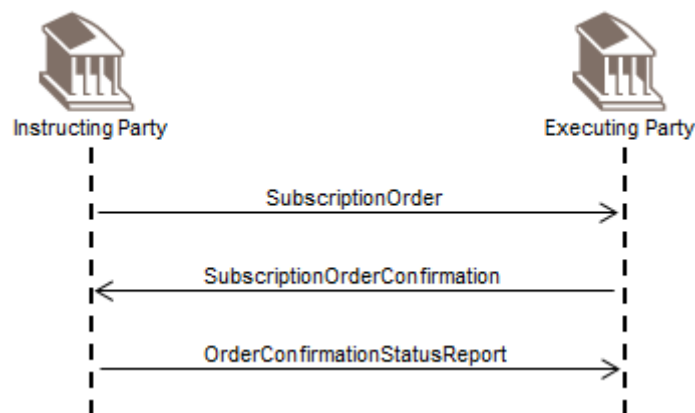 Instructing Party
Executing Party
SubscriptionOrder
SubscriptionOrderConfirmation
OrderConfirmationStatusReport